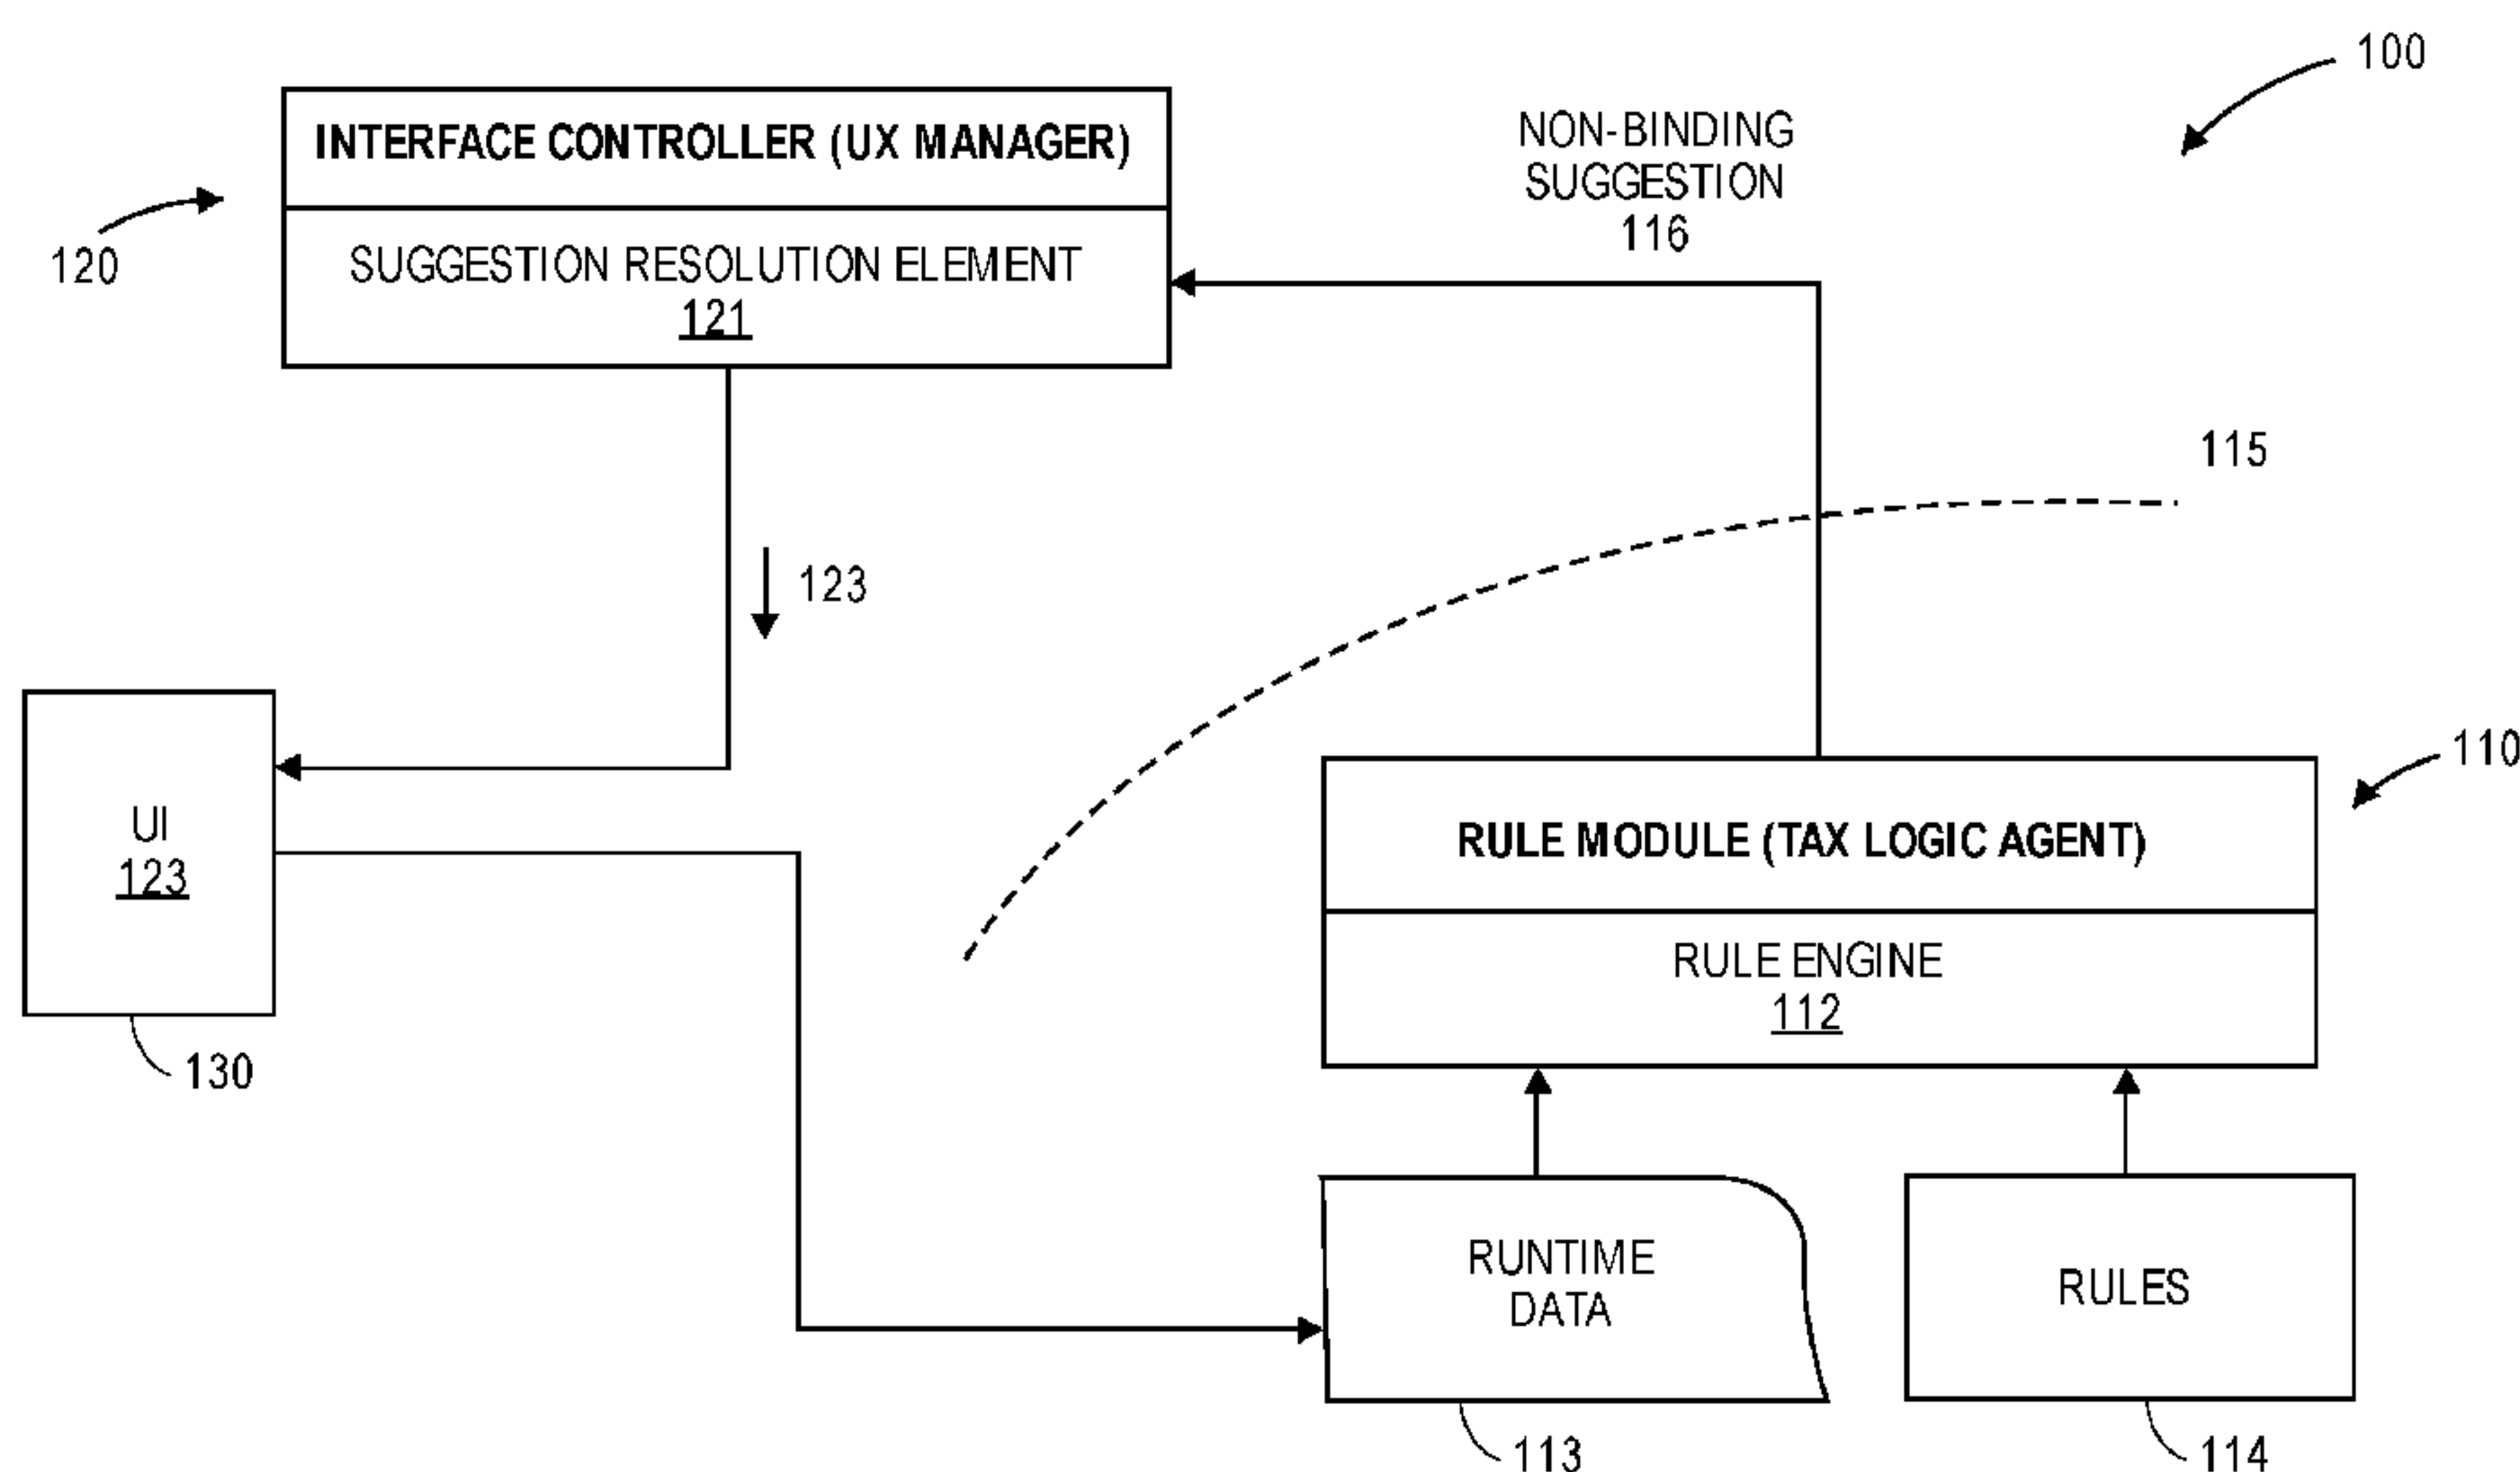 100
INTERFACE CONTROLLER (UX MANAGER)
NON-BINDING
SUGGESTION
116
120
SUGGESTION RESOLUTION ELEMENT
121
115
123
110
UI
123
RULE MODULE (TAX LOGIC AGENT)
RULE ENGINE
112
130
RUNTIME
DATA
RULES
113
114